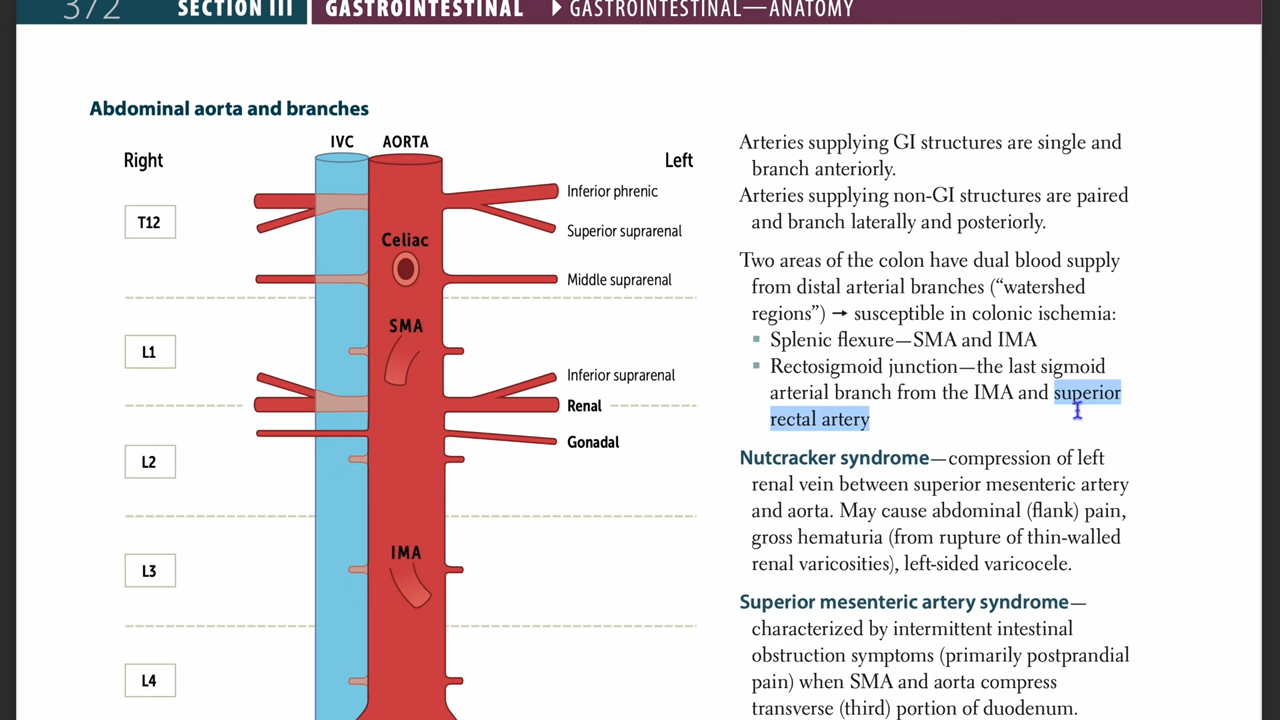 372 SECTION III GASTROINTESTINAL ▶ GASTROINTESTINAL—ANATOMY
Abdominal aorta and branches
IVC AORTA
Right Left
Inferior phrenic
T12
Superior suprarenal
Celiac
Middle suprarenal
SMA
L1
Inferior suprarenal
Renal
Gonadal
L2
IMA
L3
L4
Arteries supplying GI structures are single and
branch anteriorly.
Arteries supplying non-GI structures are paired
and branch laterally and posteriorly.
Two areas of the colon have dual blood supply
from distal arterial branches (“watershed
regions”) → susceptible in colonic ischemia:
▪ Splenic flexure—SMA and IMA
▪ Rectosigmoid junction—the last sigmoid
arterial branch from the IMA and superior
rectal artery
Nutcracker syndrome—compression of left
renal vein between superior mesenteric artery
and aorta. May cause abdominal (flank) pain,
gross hematuria (from rupture of thin-walled
renal varicosities), left-sided varicocele.
Superior mesenteric artery syndrome—
characterized by intermittent intestinal
obstruction symptoms (primarily postprandial
pain) when SMA and aorta compress
transverse (third) portion of duodenum.